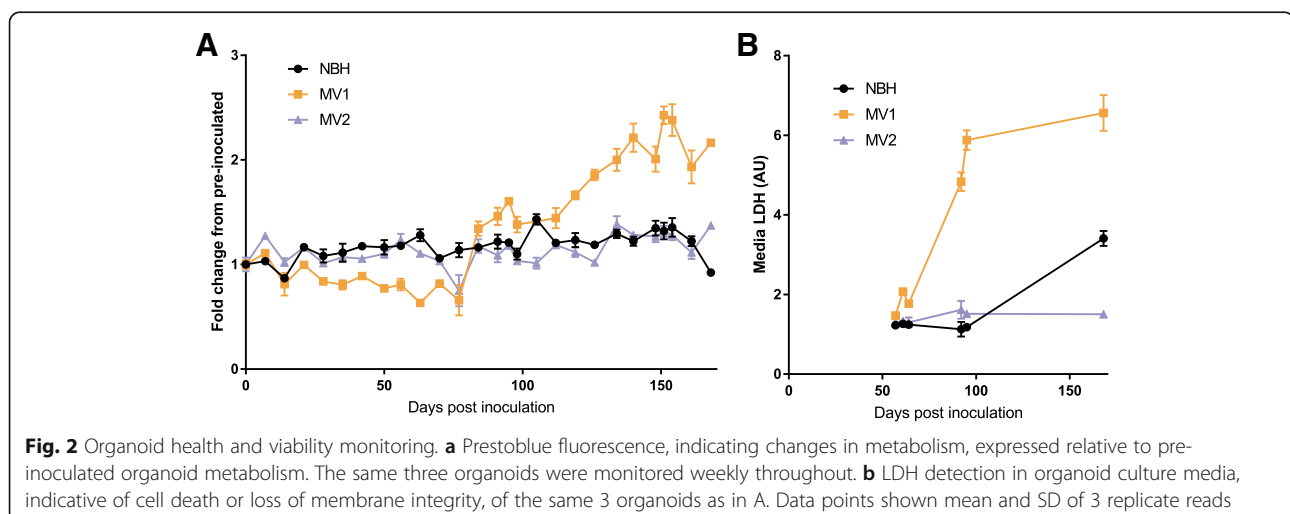 A
B
3
2
1
0
Fold change from pre-inoculated
NBH
MV1
MV2
0
50
100
150
Days post inoculation
8
6
4
2
0
Media LDH (AU)
NBH
MV1
MV2
0
50
100
150
Days post inoculation
Fig. 2 Organoid health and viability monitoring. a Prestoblue fluorescence, indicating changes in metabolism, expressed relative to pre-
inoculated organoid metabolism. The same three organoids were monitored weekly throughout. b LDH detection in organoid culture media,
indicative of cell death or loss of membrane integrity, of the same 3 organoids as in A. Data points shown mean and SD of 3 replicate reads